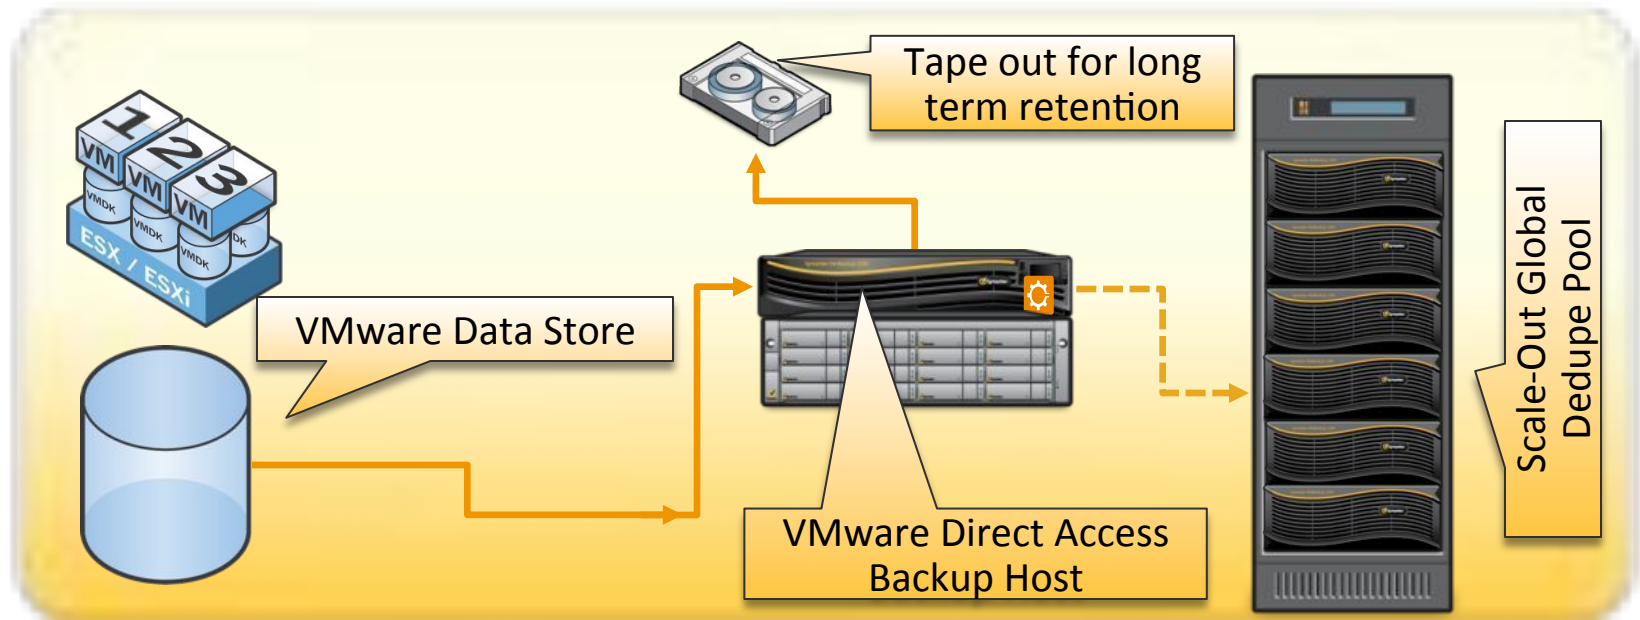 Tape out for long
term retention
1
2
3
VM
VM
VM
VMDK
VMDK
VMDK
DK
ESX / ESXi
VMware Data Store
VMware Direct Access
Backup Host
Scale-Out Global
Dedupe Pool